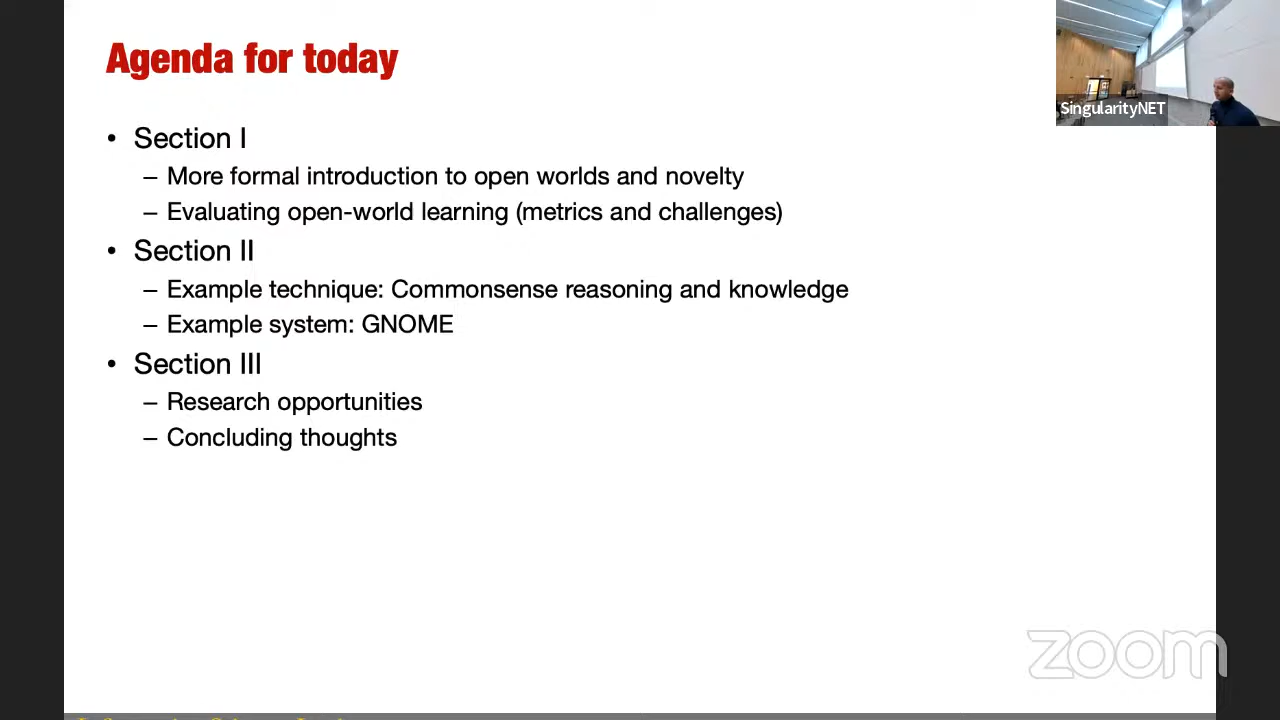 Agenda for today
SingularityNET
• Section I
– More formal introduction to open worlds and novelty
– Evaluating open-world learning (metrics and challenges)
• Section II
– Example technique: Commonsense reasoning and knowledge
– Example system: GNOME
• Section III
– Research opportunities
– Concluding thoughts
zoom